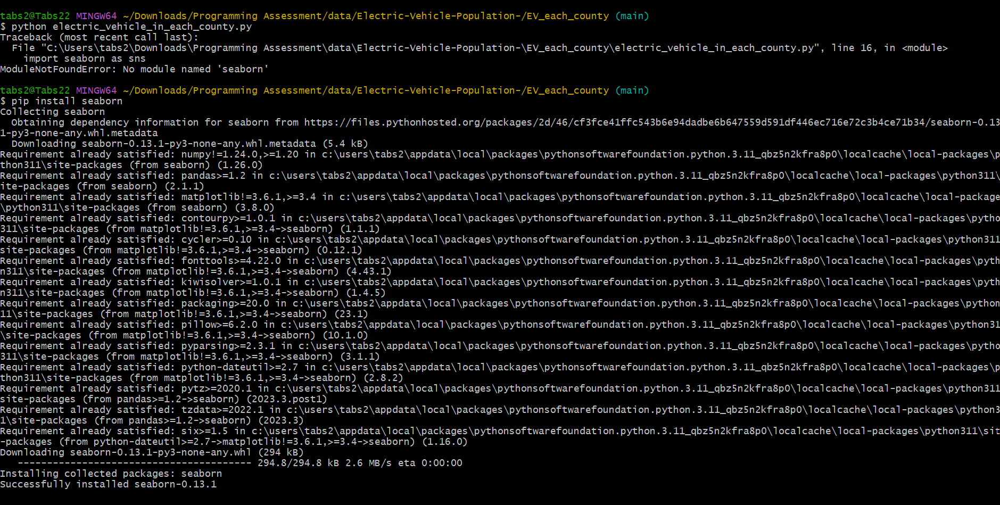 tabs2@Tabs22 MINGW64 ~/Downloads/Programming Assessment/data/Electric-Vehicle-Population-/EV_each_county (main)
$ python electric_vehicle_in_each_county.py
Traceback (most recent call last):
  File "C:\Users\tabs2\Downloads\Programming Assessment\data\Electric-Vehicle-Population-\EV_each_county\electric_vehicle_in_each_county.py", line 16, in <module>
    import seaborn as sns
ModuleNotFoundError: No module named 'seaborn'

tabs2@Tabs22 MINGW64 ~/Downloads/Programming Assessment/data/Electric-Vehicle-Population-/EV_each_county (main)
$ pip install seaborn
Collecting seaborn
  Obtaining dependency information for seaborn from https://files.pythonhosted.org/packages/2d/46/cf3fce41ffc543b6e94dadbe6b647559d591df446ec716e72c3b4ce71b34/seaborn-0.13
1-py3-none-any.whl.metadata
  Downloading seaborn-0.13.1-py3-none-any.whl.metadata (5.4 kB)
Requirement already satisfied: numpy!=1.24.0,>=1.20 in c:\users\tabs2\appdata\local\packages\pythonsoftwarefoundation.python.3.11_qbz5n2kfra8p0\localcache\local-packages\p
thon311\site-packages (from seaborn) (1.26.0)
Requirement already satisfied: pandas>=1.2 in c:\users\tabs2\appdata\local\packages\pythonsoftwarefoundation.python.3.11_qbz5n2kfra8p0\localcache\local-packages\python311\
ite-packages (from seaborn) (2.1.1)
Requirement already satisfied: matplotlib!=3.6.1,>=3.4 in c:\users\tabs2\appdata\local\packages\pythonsoftwarefoundation.python.3.11_qbz5n2kfra8p0\localcache\local-package
\python311\site-packages (from seaborn) (3.8.0)
Requirement already satisfied: contourpy>=1.0.1 in c:\users\tabs2\appdata\local\packages\pythonsoftwarefoundation.python.3.11_qbz5n2kfra8p0\localcache\local-packages\pytho
311\site-packages (from matplotlib!=3.6.1,>=3.4->seaborn) (1.1.1)
Requirement already satisfied: cycler>=0.10 in c:\users\tabs2\appdata\local\packages\pythonsoftwarefoundation.python.3.11_qbz5n2kfra8p0\localcache\local-packages\python311
site-packages (from matplotlib!=3.6.1,>=3.4->seaborn) (0.12.1)
Requirement already satisfied: fonttools>=4.22.0 in c:\users\tabs2\appdata\local\packages\pythonsoftwarefoundation.python.3.11_qbz5n2kfra8p0\localcache\local-packages\pyth
n311\site-packages (from matplotlib!=3.6.1,>=3.4->seaborn) (4.43.1)
Requirement already satisfied: kiwisolver>=1.0.1 in c:\users\tabs2\appdata\local\packages\pythonsoftwarefoundation.python.3.11_qbz5n2kfra8p0\localcache\local-packages\pyth
n311\site-packages (from matplotlib!=3.6.1,>=3.4->seaborn) (1.4.5)
Requirement already satisfied: packaging>=20.0 in c:\users\tabs2\appdata\local\packages\pythonsoftwarefoundation.python.3.11_qbz5n2kfra8p0\localcache\local-packages\python
11\site-packages (from matplotlib!=3.6.1,>=3.4->seaborn) (23.1)
Requirement already satisfied: pillow>=6.2.0 in c:\users\tabs2\appdata\local\packages\pythonsoftwarefoundation.python.3.11_qbz5n2kfra8p0\localcache\local-packages\python31
\site-packages (from matplotlib!=3.6.1,>=3.4->seaborn) (10.1.0)
Requirement already satisfied: pyparsing>=2.3.1 in c:\users\tabs2\appdata\local\packages\pythonsoftwarefoundation.python.3.11_qbz5n2kfra8p0\localcache\local-packages\pytho
311\site-packages (from matplotlib!=3.6.1,>=3.4->seaborn) (3.1.1)
Requirement already satisfied: python-dateutil>=2.7 in c:\users\tabs2\appdata\local\packages\pythonsoftwarefoundation.python.3.11_qbz5n2kfra8p0\localcache\local-packages\p
thon311\site-packages (from matplotlib!=3.6.1,>=3.4->seaborn) (2.8.2)
Requirement already satisfied: pytz>=2020.1 in c:\users\tabs2\appdata\local\packages\pythonsoftwarefoundation.python.3.11_qbz5n2kfra8p0\localcache\local-packages\python311
site-packages (from pandas>=1.2->seaborn) (2023.3.post1)
Requirement already satisfied: tzdata>=2022.1 in c:\users\tabs2\appdata\local\packages\pythonsoftwarefoundation.python.3.11_qbz5n2kfra8p0\localcache\local-packages\python3
1\site-packages (from pandas>=1.2->seaborn) (2023.3)
Requirement already satisfied: six>=1.5 in c:\users\tabs2\appdata\local\packages\pythonsoftwarefoundation.python.3.11_qbz5n2kfra8p0\localcache\local-packages\python311\sit
-packages (from python-dateutil>=2.7->matplotlib!=3.6.1,>=3.4->seaborn) (1.16.0)
Downloading seaborn-0.13.1-py3-none-any.whl (294 kB)
   ---------------------------------------- 294.8/294.8 kB 2.6 MB/s eta 0:00:00
Installing collected packages: seaborn
Successfully installed seaborn-0.13.1